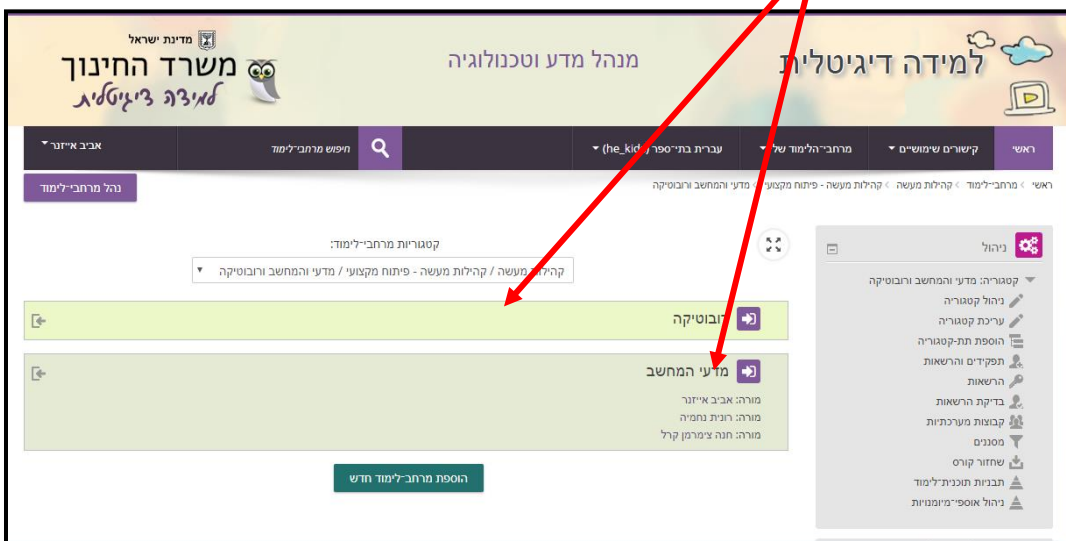 למידה דיגיטלית
מנהל מדע וטכנולוגיה
מדינת ישראל
משרד החינוך
למידה דיגיטלית
ראשי
קישורים שימושיים
מרחבי־הלימוד שלי
עברית בתי־ספר (he_kids)
חיפוש מרחבי־לימוד
אביב אייזנר
ראשי > מרחבי־לימוד > קהילות מעשה > קהילות מעשה - פיתוח מקצועי > מדעי המחשב ורובוטיקה
נהל מרחבי־לימוד
ניהול
קטגוריה: מדעי והמחשב ורובוטיקה
ניהול קטגוריה
עריכת קטגוריה
הוספת תת-קטגוריה
תפקידים והרשאות
הרשאות
בדיקת הרשאות
קבוצות מערכתיות
מסננים
שחזור קורס
תבניות תוכנית־לימוד
ניהול אוספי־מיומנויות
קטגוריות מרחבי־לימוד:
קהילות מעשה / קהילות מעשה - פיתוח מקצועי / מדעי והמחשב ורובוטיקה
רובוטיקה
מדעי המחשב
מורה: אביב אייזנר
מורה: רונית נחמיה
מורה: חנה צימרמן קרל
הוספת מרחב־לימוד חדש